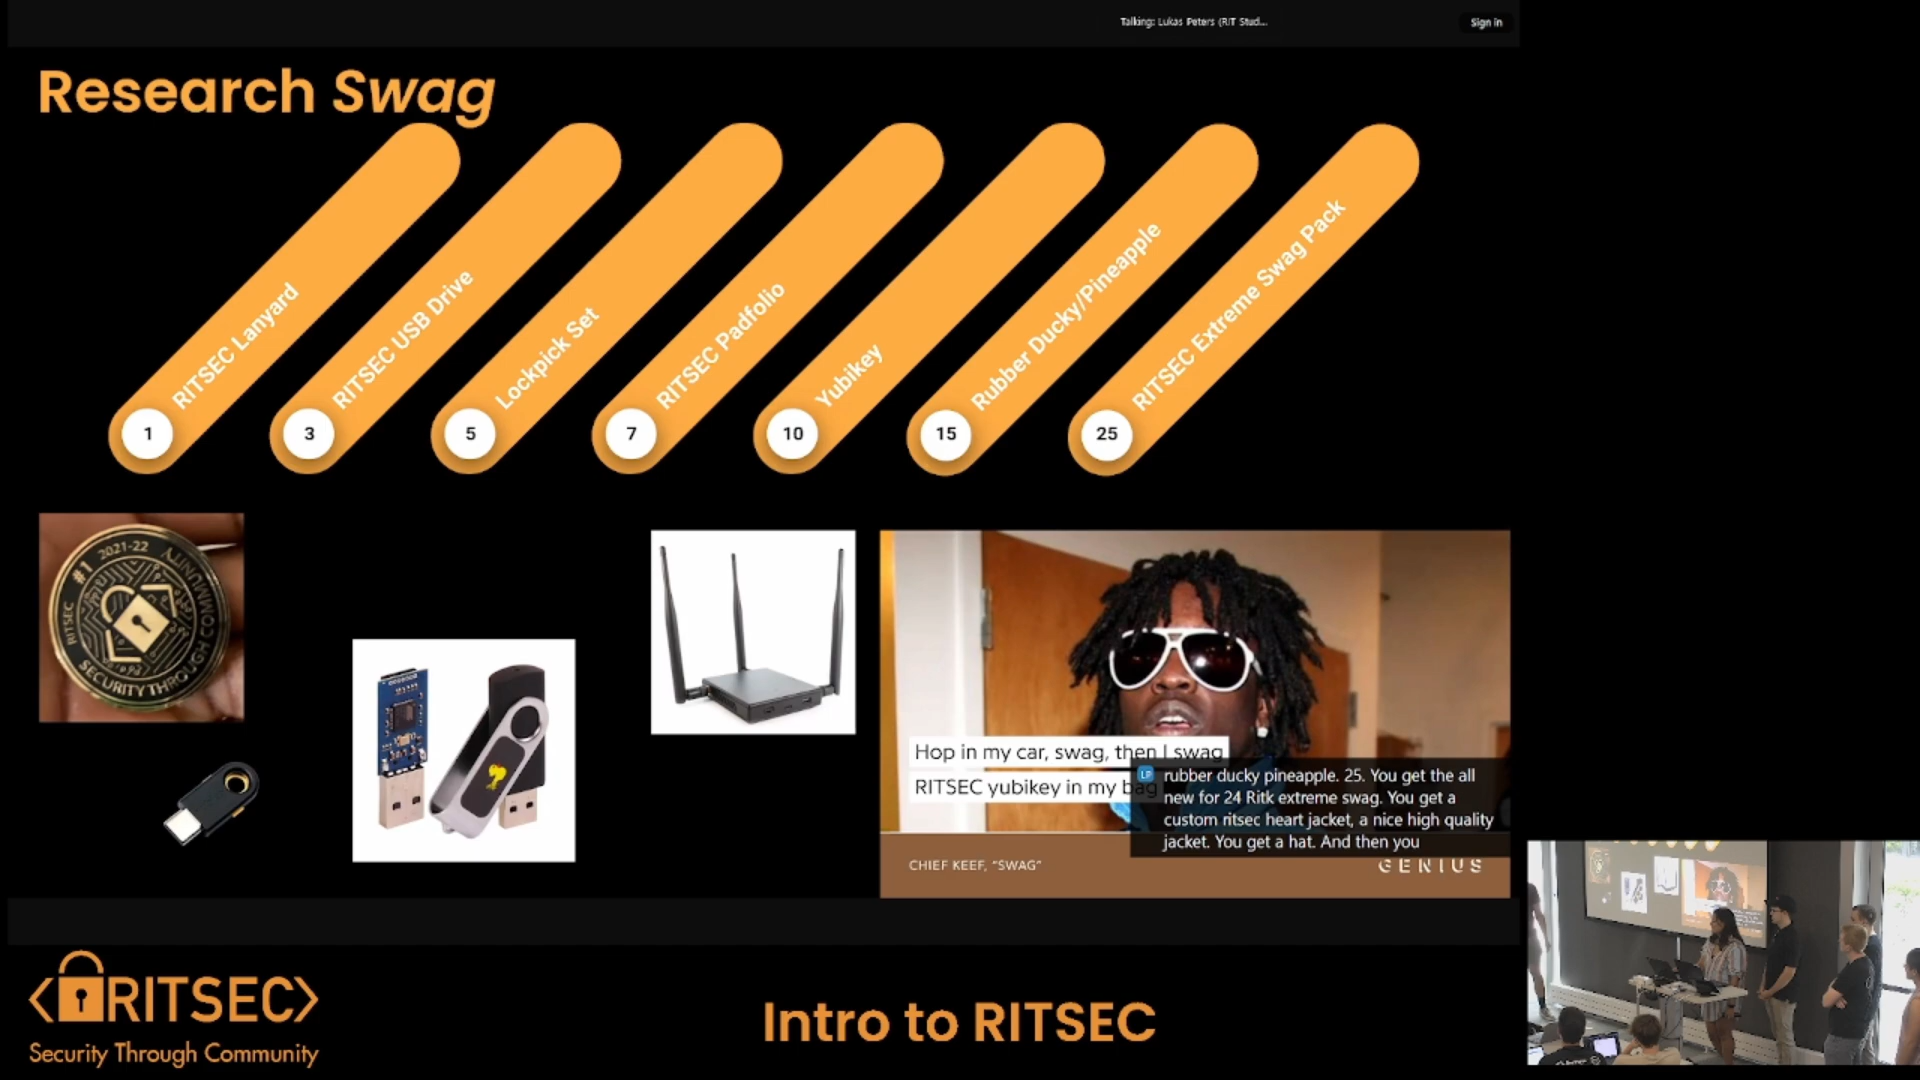 Talking: Lukas Peters (RIT Stud...
Sign in
Research Swag
1 RITSEC Lanyard
3 RITSEC USB Drive
5 Lockpick Set
7 RITSEC Padfolio
10 Yubikey
15 Rubber Ducky/Pineapple
25 RITSEC Extreme Swag Pack
2021-22
#1
RITSEC
SECURITY THROUGH COMMUNITY
Hop in my car, swag, then I swag
RITSEC yubikey in my bag
LP
rubber ducky pineapple. 25. You get the all
new for 24 Ritk extreme swag. You get a
custom ritsec heart jacket, a nice high quality
jacket. You get a hat. And then you
CHIEF KEEF, "SWAG"
GENIUS
<RITSEC>
Security Through Community
Intro to RITSEC